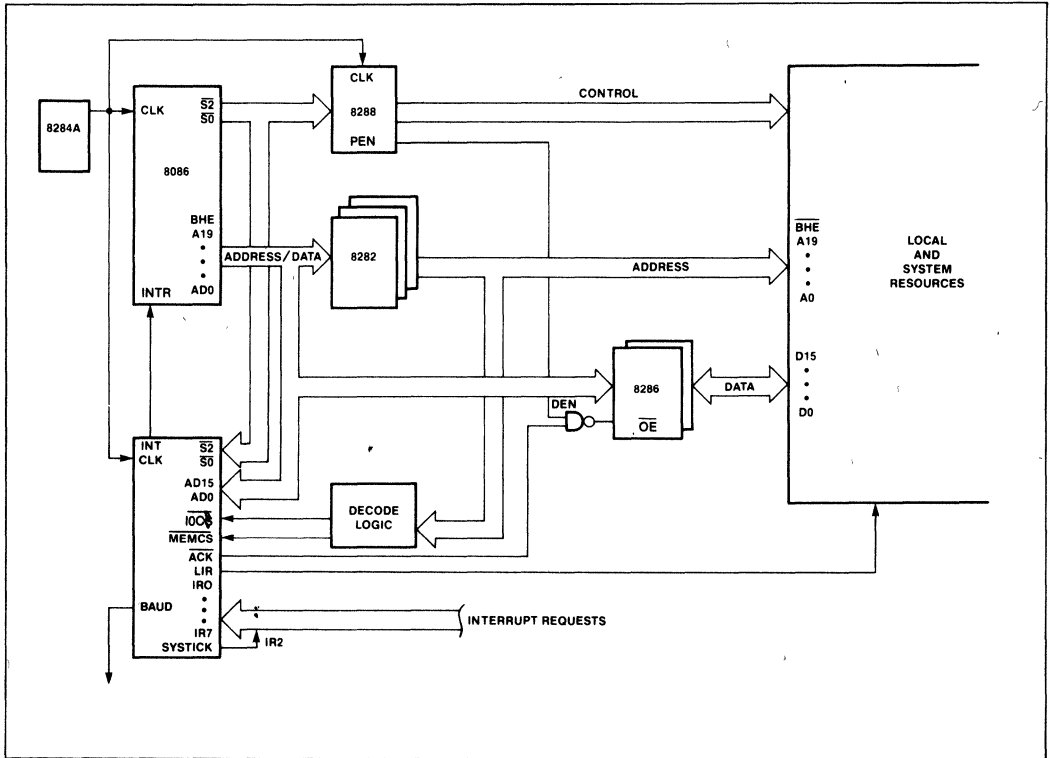 8284A
CLK
S2
S0
8086
BHE
A19
AD0
INTR
CLK
8288
PEN
CONTROL
ADDRESS/DATA
8282
ADDRESS
BHE
A19
A0
D15
D0
LOCAL
AND
SYSTEM
RESOURCES
8286
OE
DATA
DEN
INT
CLK
S2
S0
AD15
AD0
IOCS
MEMCS
ACK
LIR
IRO
IR7
SYSTICK
BAUD
DECODE
LOGIC
INTERRUPT REQUESTS
IR2